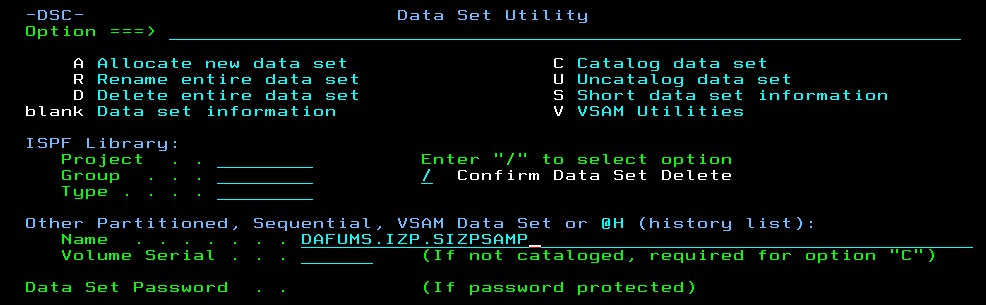 -DSC-                          Data Set Utility
Option ===>
A Allocate new data set                 C Catalog data set
R Rename entire data set                U Uncatalog data set
D Delete entire data set                S Short data set information
blank Data set information                  V VSAM Utilities
ISPF Library:
Project  . .                  Enter "/" to select option
Group  . . .                  /  Confirm Data Set Delete
Type . . . .
Other Partitioned, Sequential, VSAM Data Set or @H (history list):
Name  . . . . . . . DAFUMS.IZP.SIZPSAMP
Volume Serial . . .           (If not cataloged, required for option "C")
Data Set Password  . .           (If password protected)